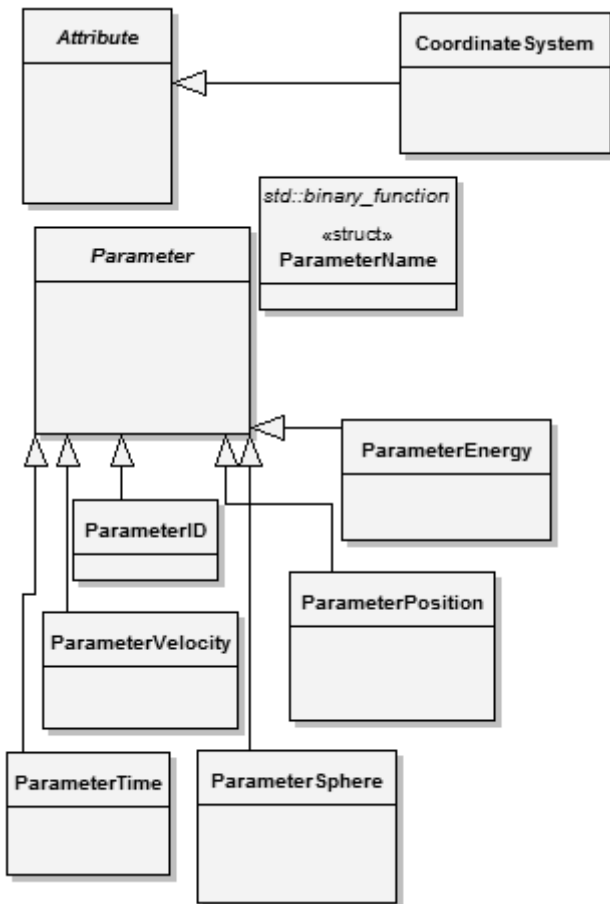 Attribute
CoordinateSystem
std::binary_function
«struct»
ParameterName
Parameter
ParameterEnergy
ParameterID
ParameterPosition
ParameterVelocity
ParameterTime
ParameterSphere